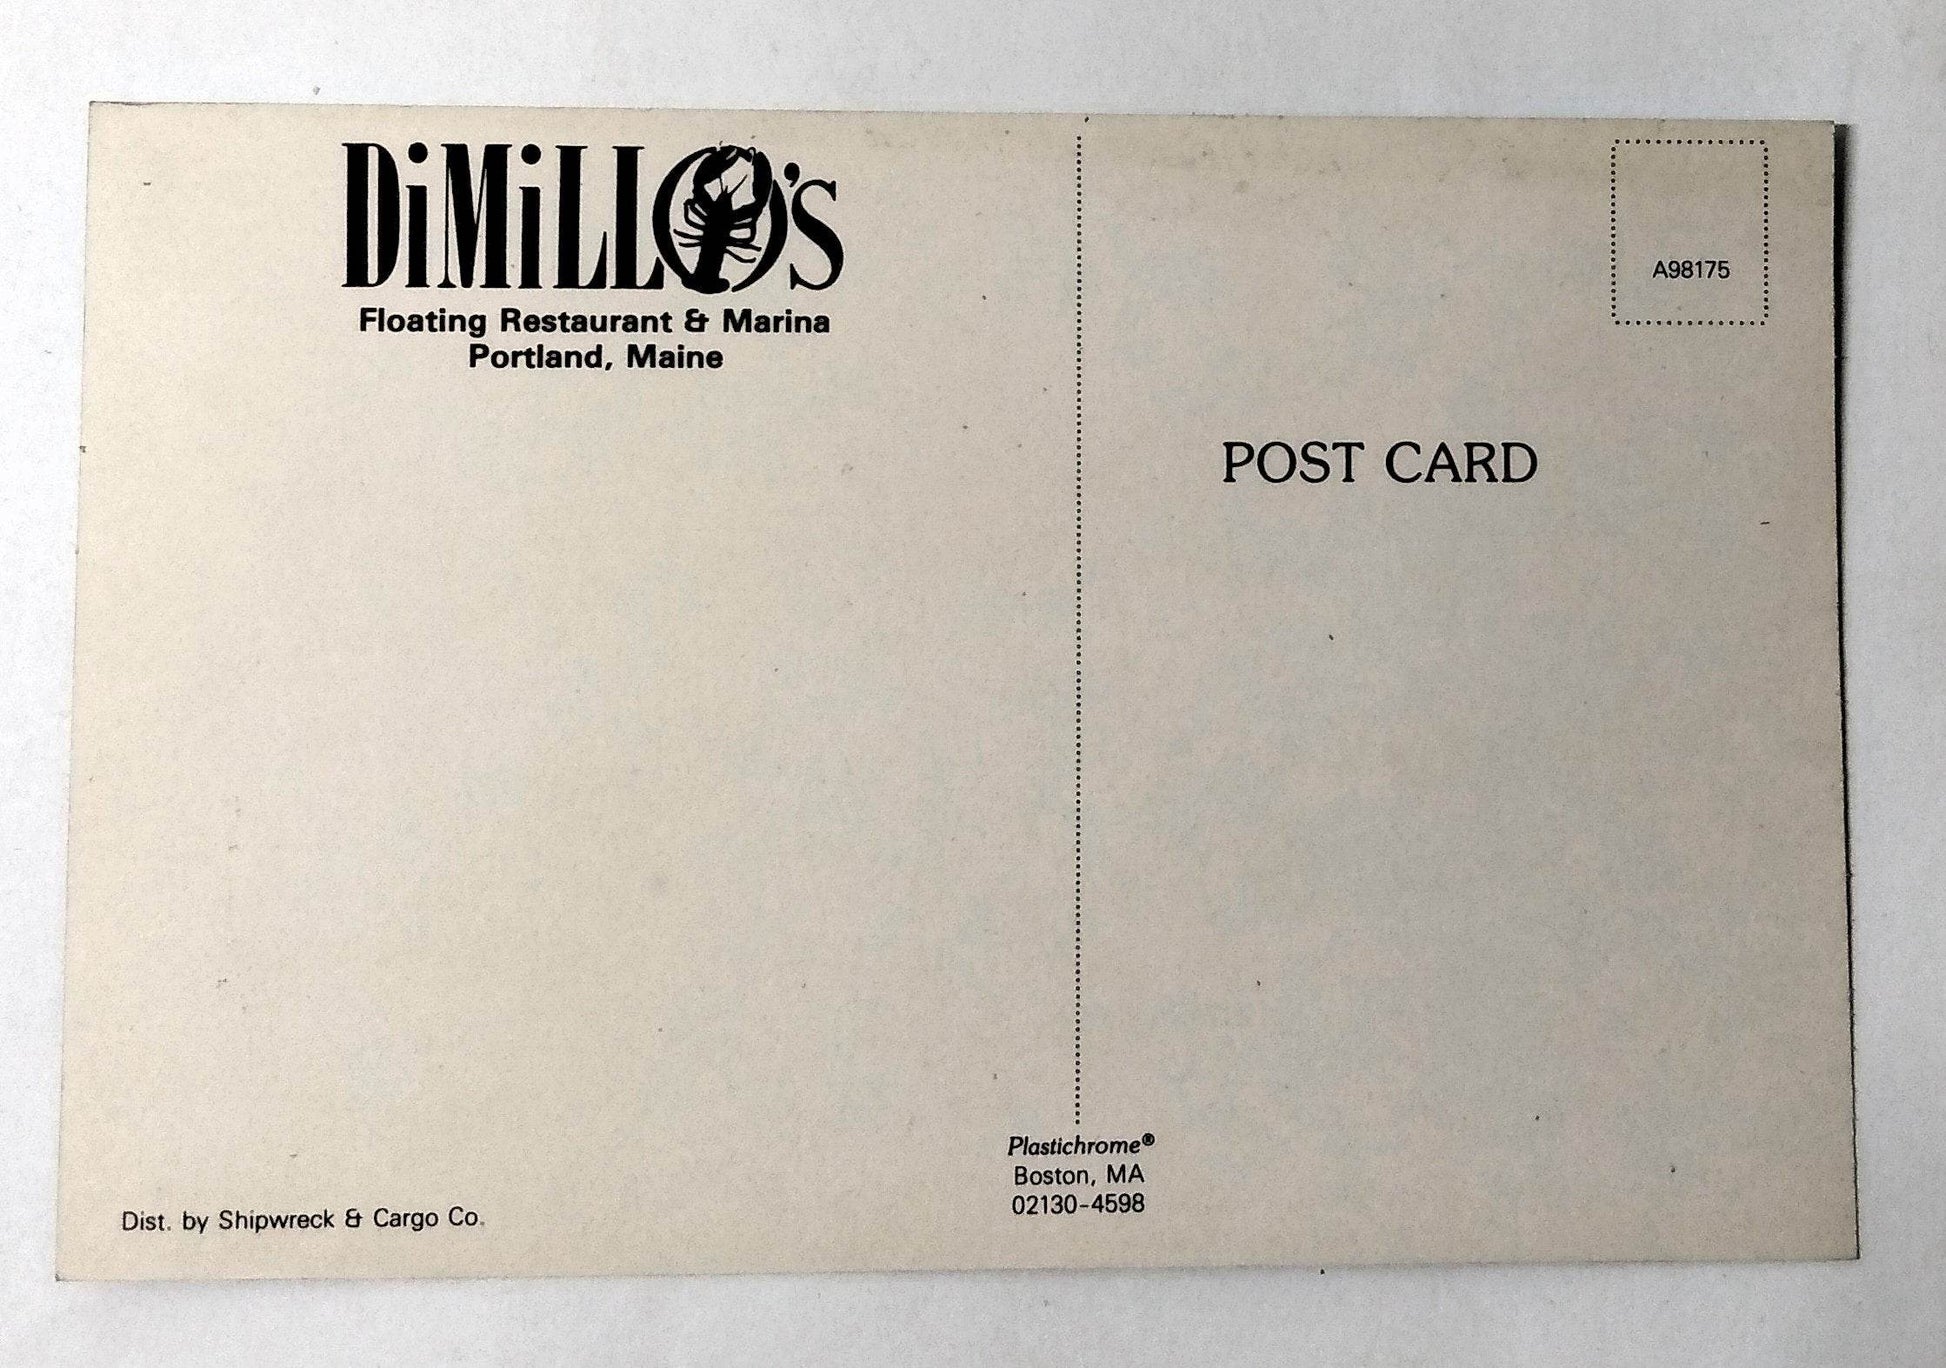 DiMiLLO's
Floating Restaurant & Marina
Portland, Maine
A98175
POST CARD
Plastichrome®
Boston, MA
02130-4598
Dist. by Shipwreck & Cargo Co.